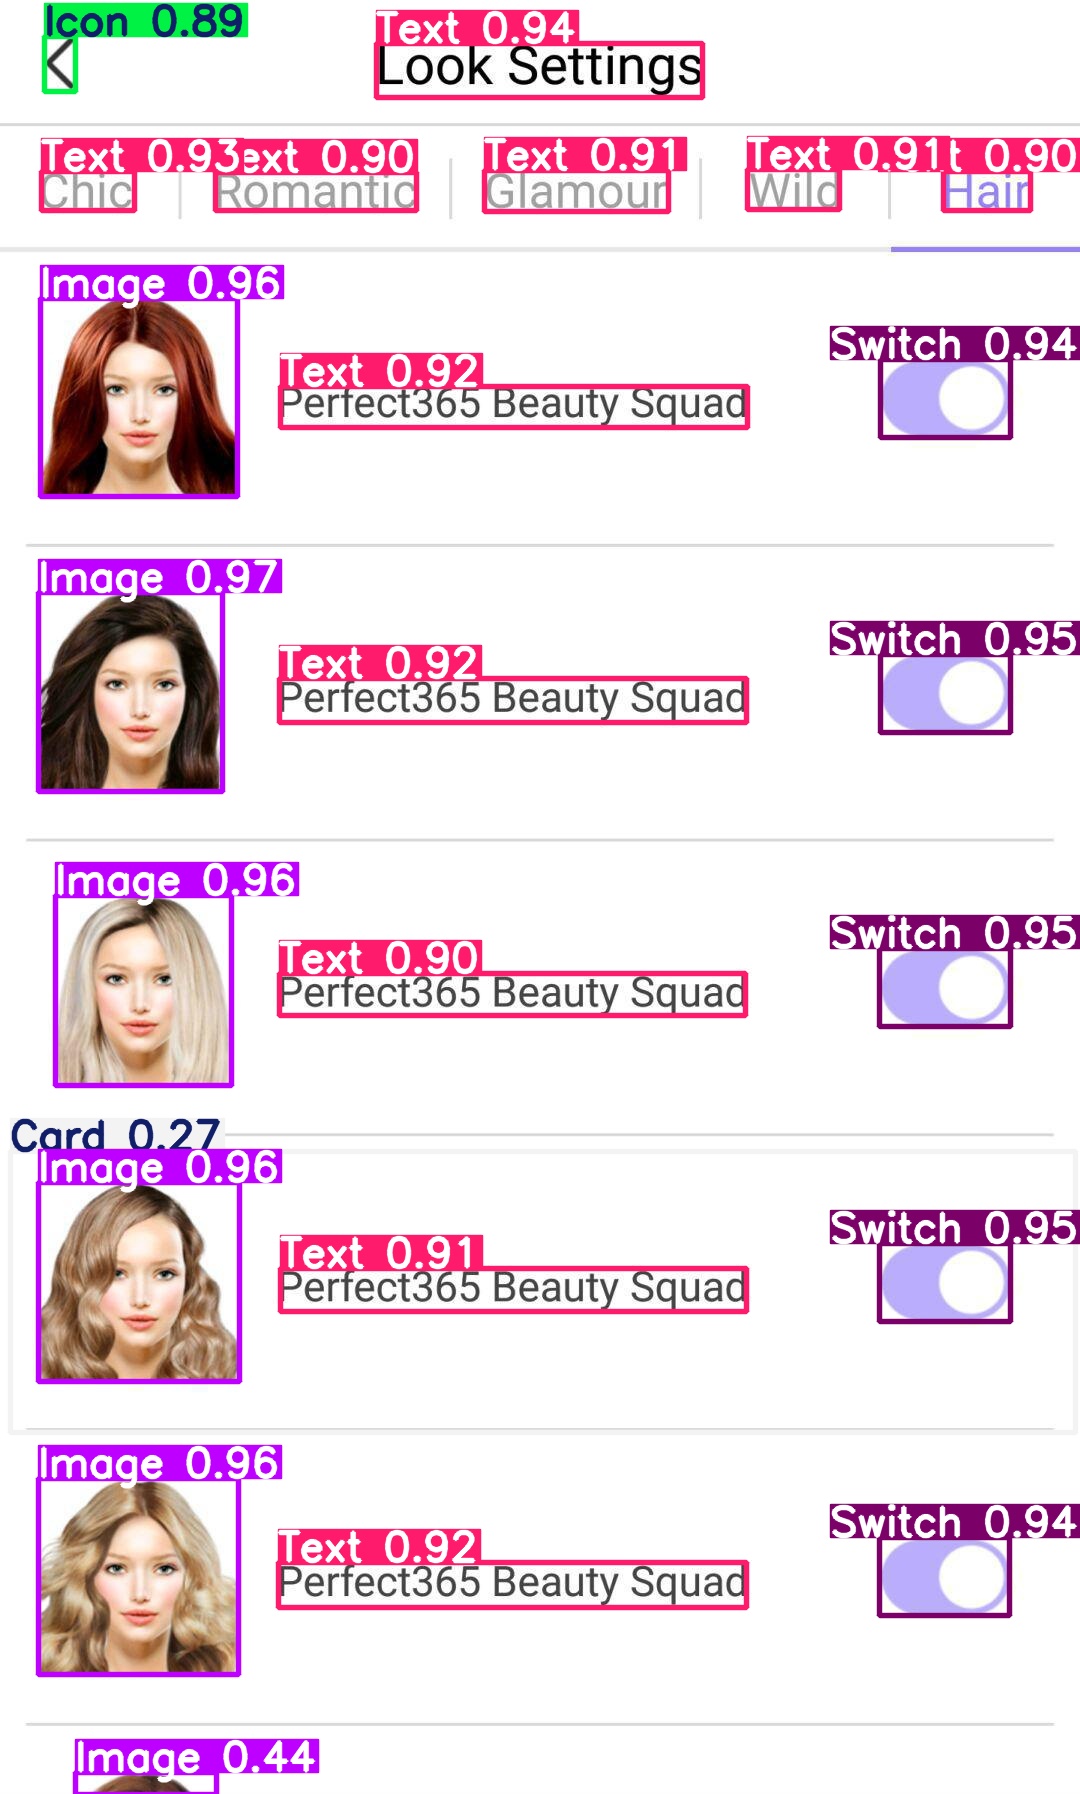 Icon 0.89
Text 0.94
Look Settings
Text 0.93 ext 0.90 Text 0.91 Text 0.91 t 0.90
Chic Romantic Glamour Wild Hair
Image 0.96
Switch 0.94
Text 0.92
Perfect365 Beauty Squad
Image 0.97
Switch 0.95
Text 0.92
Perfect365 Beauty Squad
Image 0.96
Switch 0.95
Text 0.90
Perfect365 Beauty Squad
Card 0.27
Image 0.96
Switch 0.95
Text 0.91
Perfect365 Beauty Squad
Image 0.96
Switch 0.94
Text 0.92
Perfect365 Beauty Squad
Image 0.44